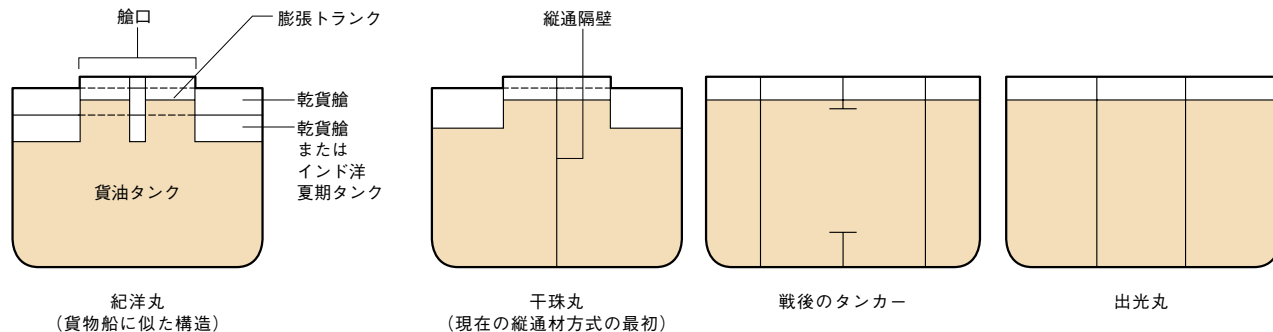 艙口
膨張トランク
縦通隔壁
乾貨艙
乾貨艙
または
インド洋
夏期タンク
貨油タンク
紀洋丸
（貨物船に似た構造）
干珠丸
（現在の縦通材方式の最初）
戦後のタンカー
出光丸